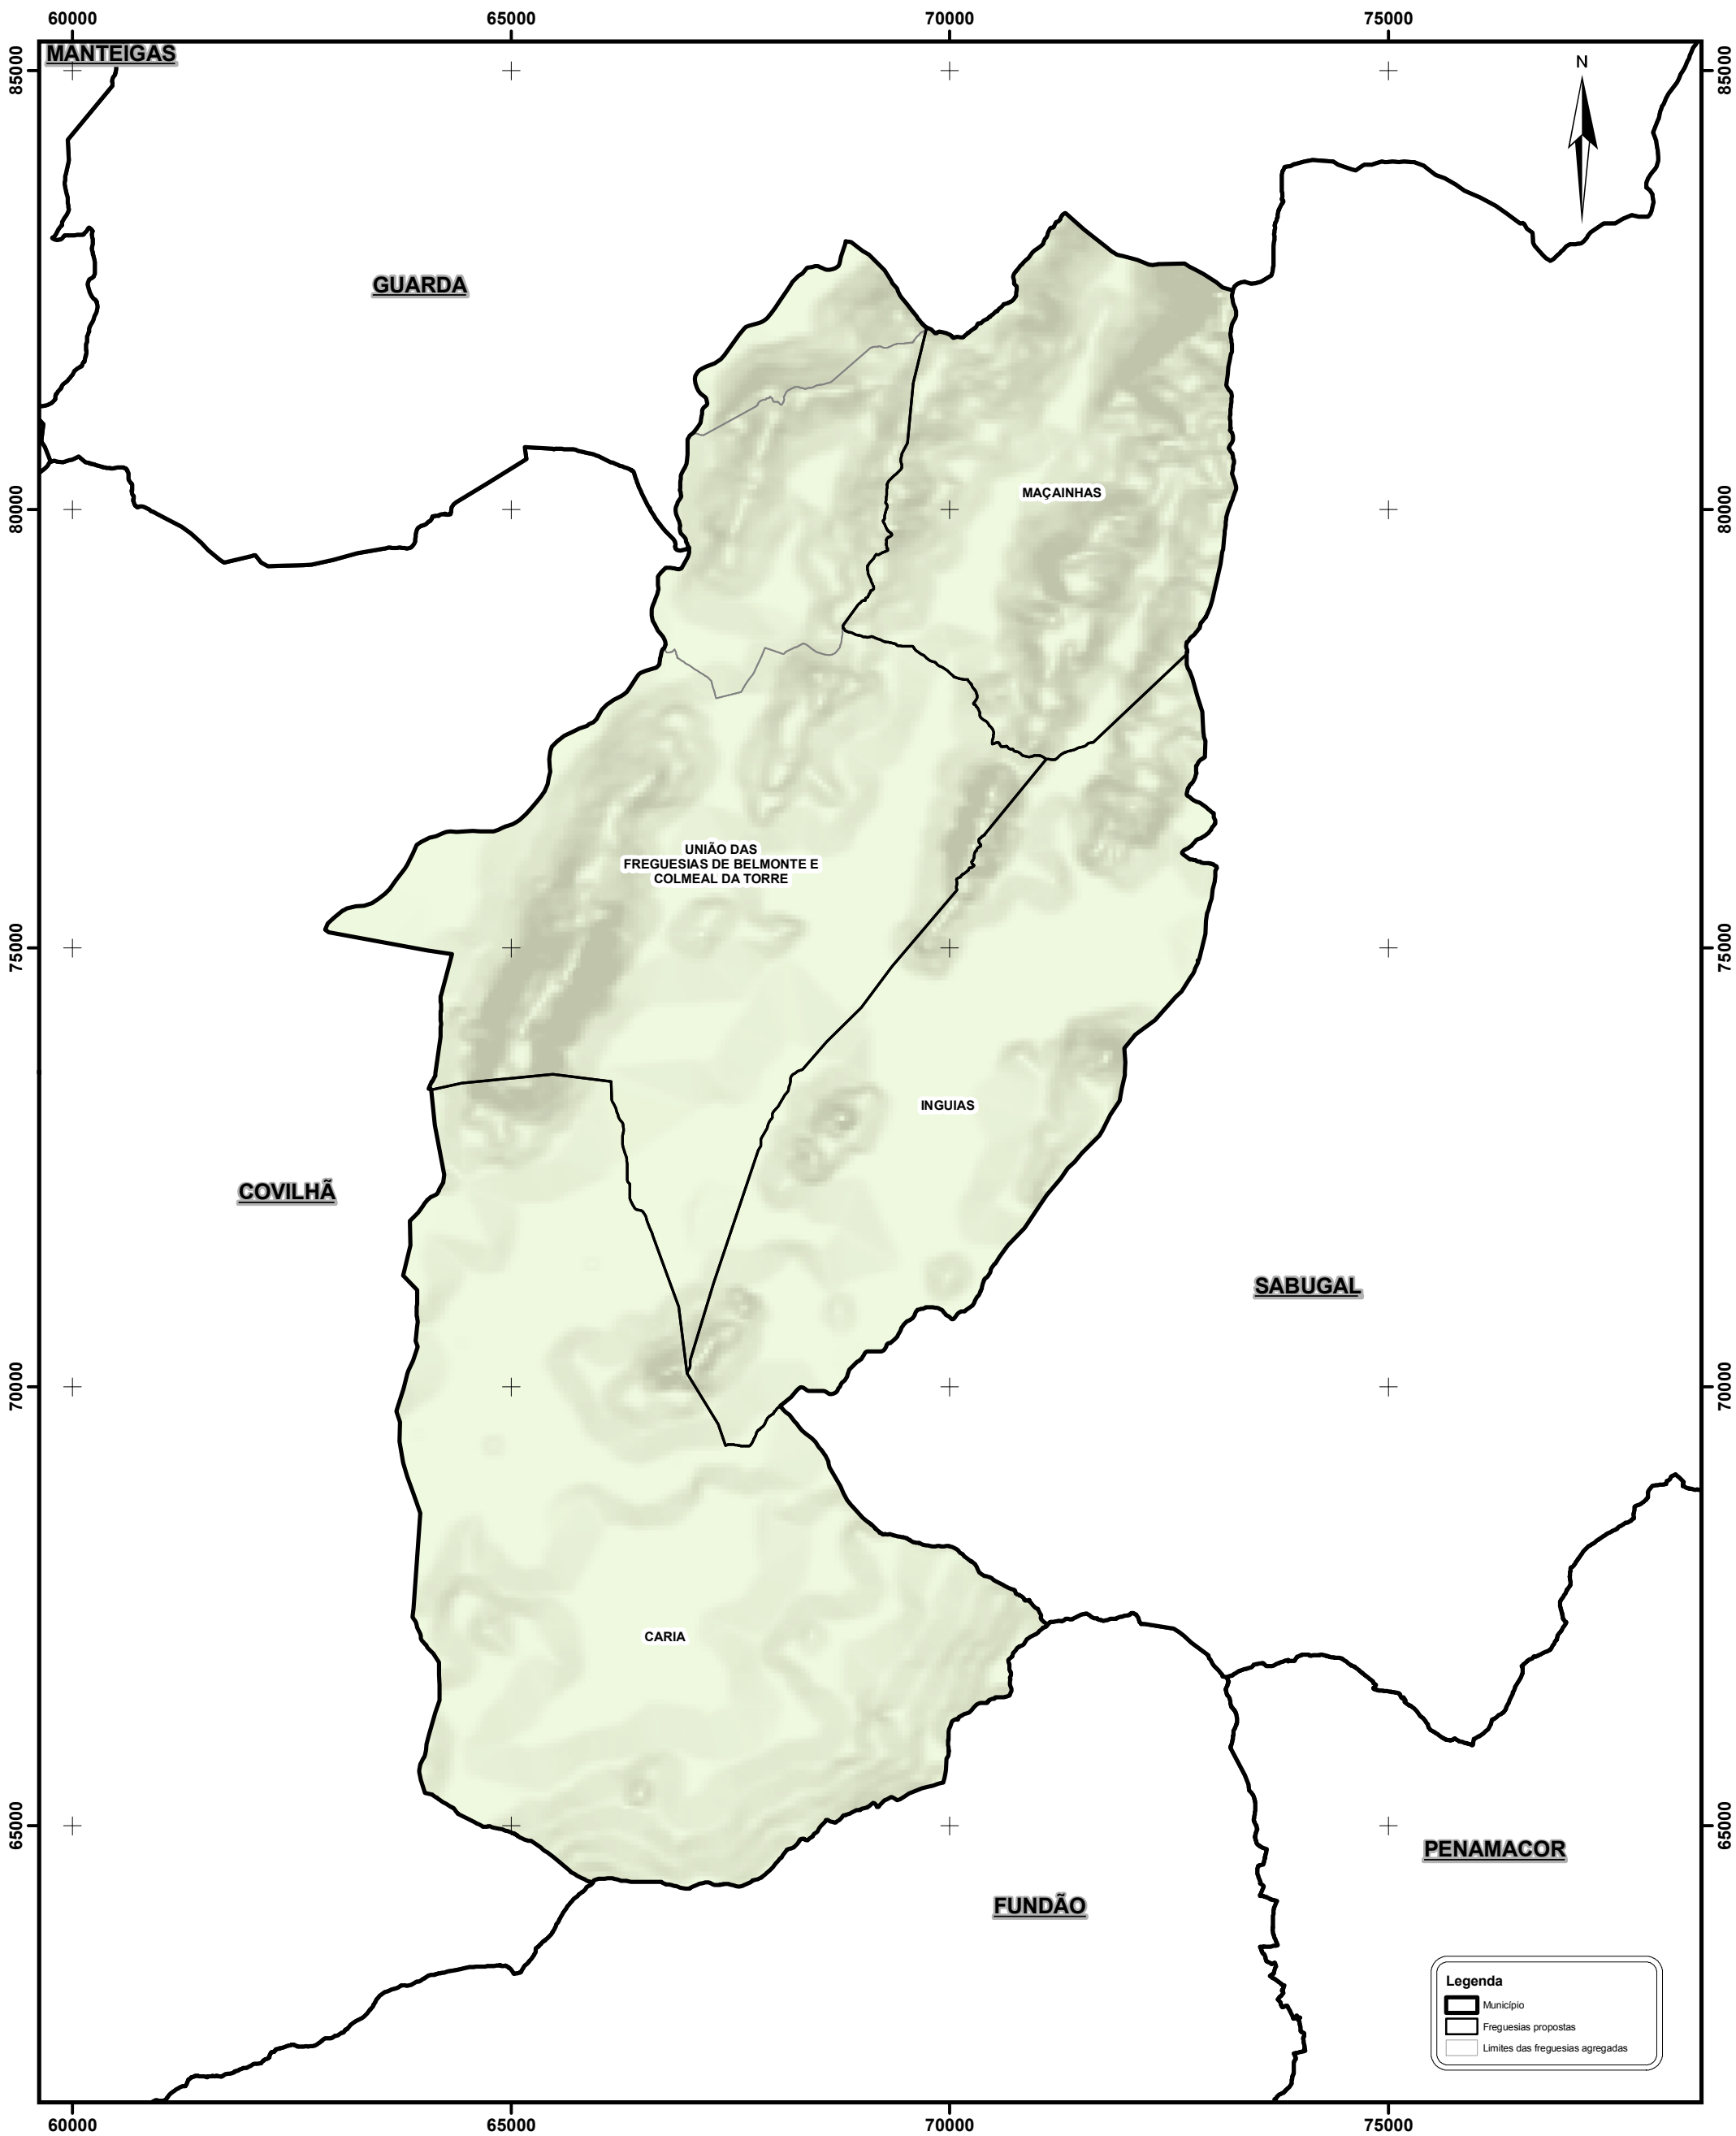 60000
65000
70000
75000
MANTEIGAS
85000
85000
N
GUARDA
MAÇAINHAS
80000
80000
UNIÃO DAS
FREGUESIAS DE BELMONTE E
COLMEAL DA TORRE
75000
75000
INGUIAS
COVILHÃ
SABUGAL
70000
70000
CARIA
65000
65000
PENAMACOR
FUNDÃO
Legenda
Município
Freguesias propostas
Limites das freguesias agregadas
60000
65000
70000
75000